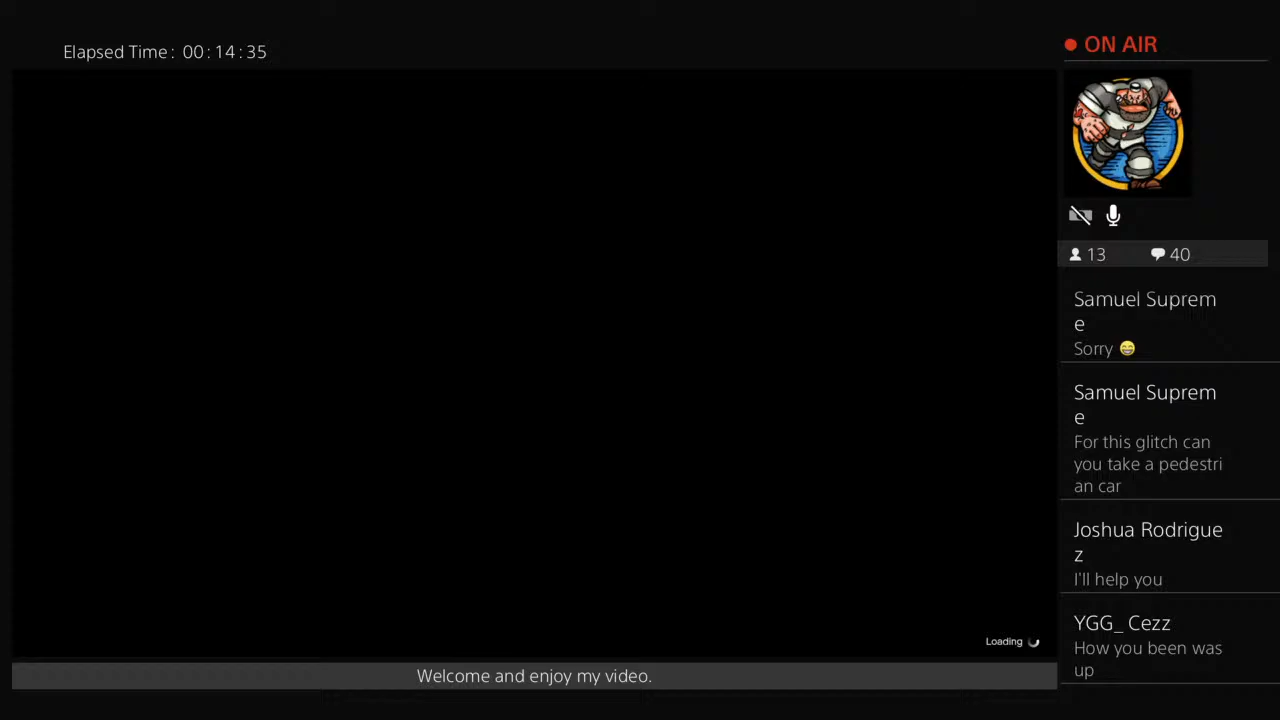 Elapsed Time: 00:14:35
ON AIR
13 40
Samuel Suprem
e
Sorry 😄
Samuel Suprem
e
For this glitch can
you take a pedestri
an car
Joshua Rodrigue
z
I'll help you
YGG_ Cezz
How you been was
up
Loading
Welcome and enjoy my video.